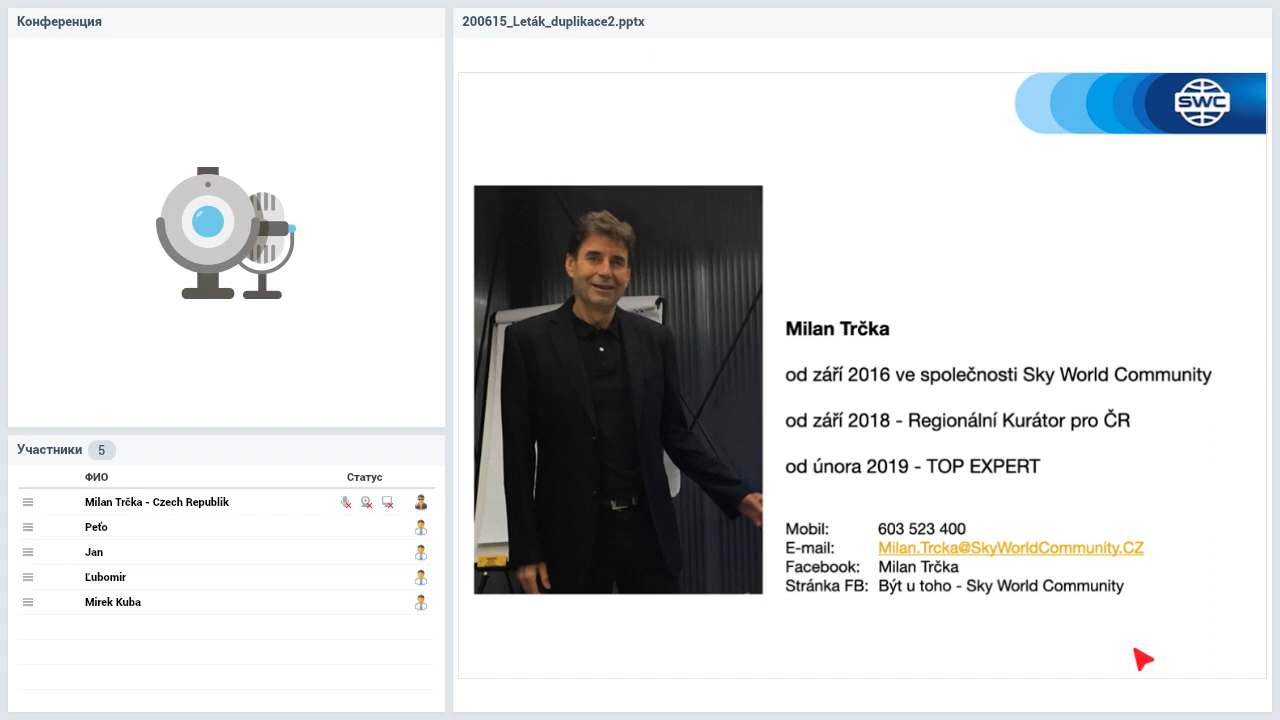 Конференция
200615_Leták_duplikace2.pptx
SWC
Milan Trčka
od září 2016 ve společnosti Sky World Community
od září 2018 - Regionální Kurátor pro ČR
od února 2019 - TOP EXPERT
Mobil: 603 523 400
E-mail: Milan.Trcka@SkyWorldCommunity.CZ
Facebook: Milan Trčka
Stránka FB: Být u toho - Sky World Community
Участники 5
ФИО Статус
Milan Trčka - Czech Republik
Peťo
Jan
Ľubomir
Mirek Kuba